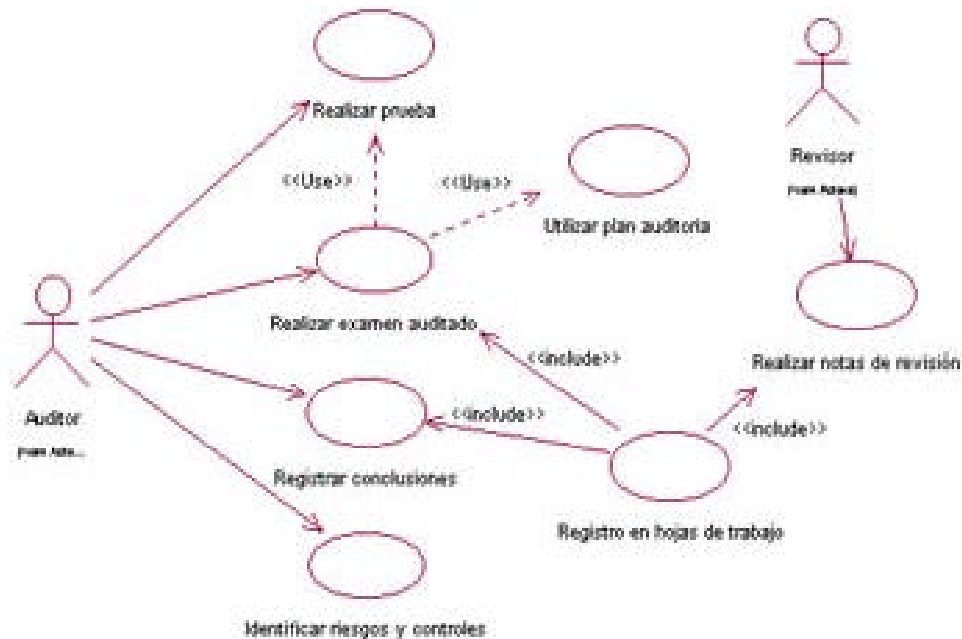 Realizar prueba
<<Use>>
<<Use>>
Utilizar plan auditoria
Revisor
Realizar examen auditado
<<include>>
Realizar notas de revisión
Auditor
<<include>>
<<include>>
Registrar conclusiones
Registro en hojas de trabajo
Identificar riesgos y controles